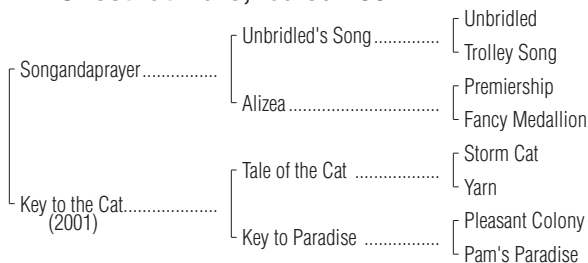 Unbridled
Unbridled's Song
Trolley Song
Songandaprayer
Premiership
Alizea
Fancy Medallion
Storm Cat
Tale of the Cat
Yarn
Key to the Cat
(2001)
Pleasant Colony
Key to Paradise
Pam's Paradise